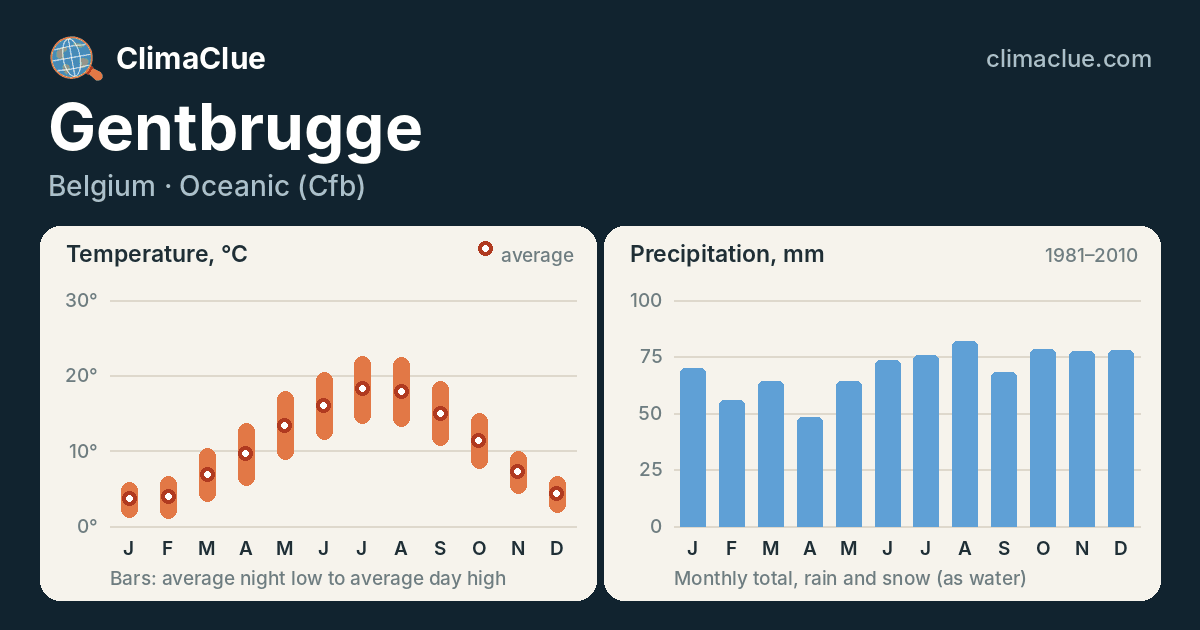 ClimaClue
climaclue.com
Gentbrugge
Belgium · Oceanic (Cfb)
Temperature, °C
average
30°
20°
10°
0°
J F M A M J J A S O N D
Bars: average night low to average day high
Precipitation, mm
1981–2010
100
75
50
25
0
J F M A M J J A S O N D
Monthly total, rain and snow (as water)